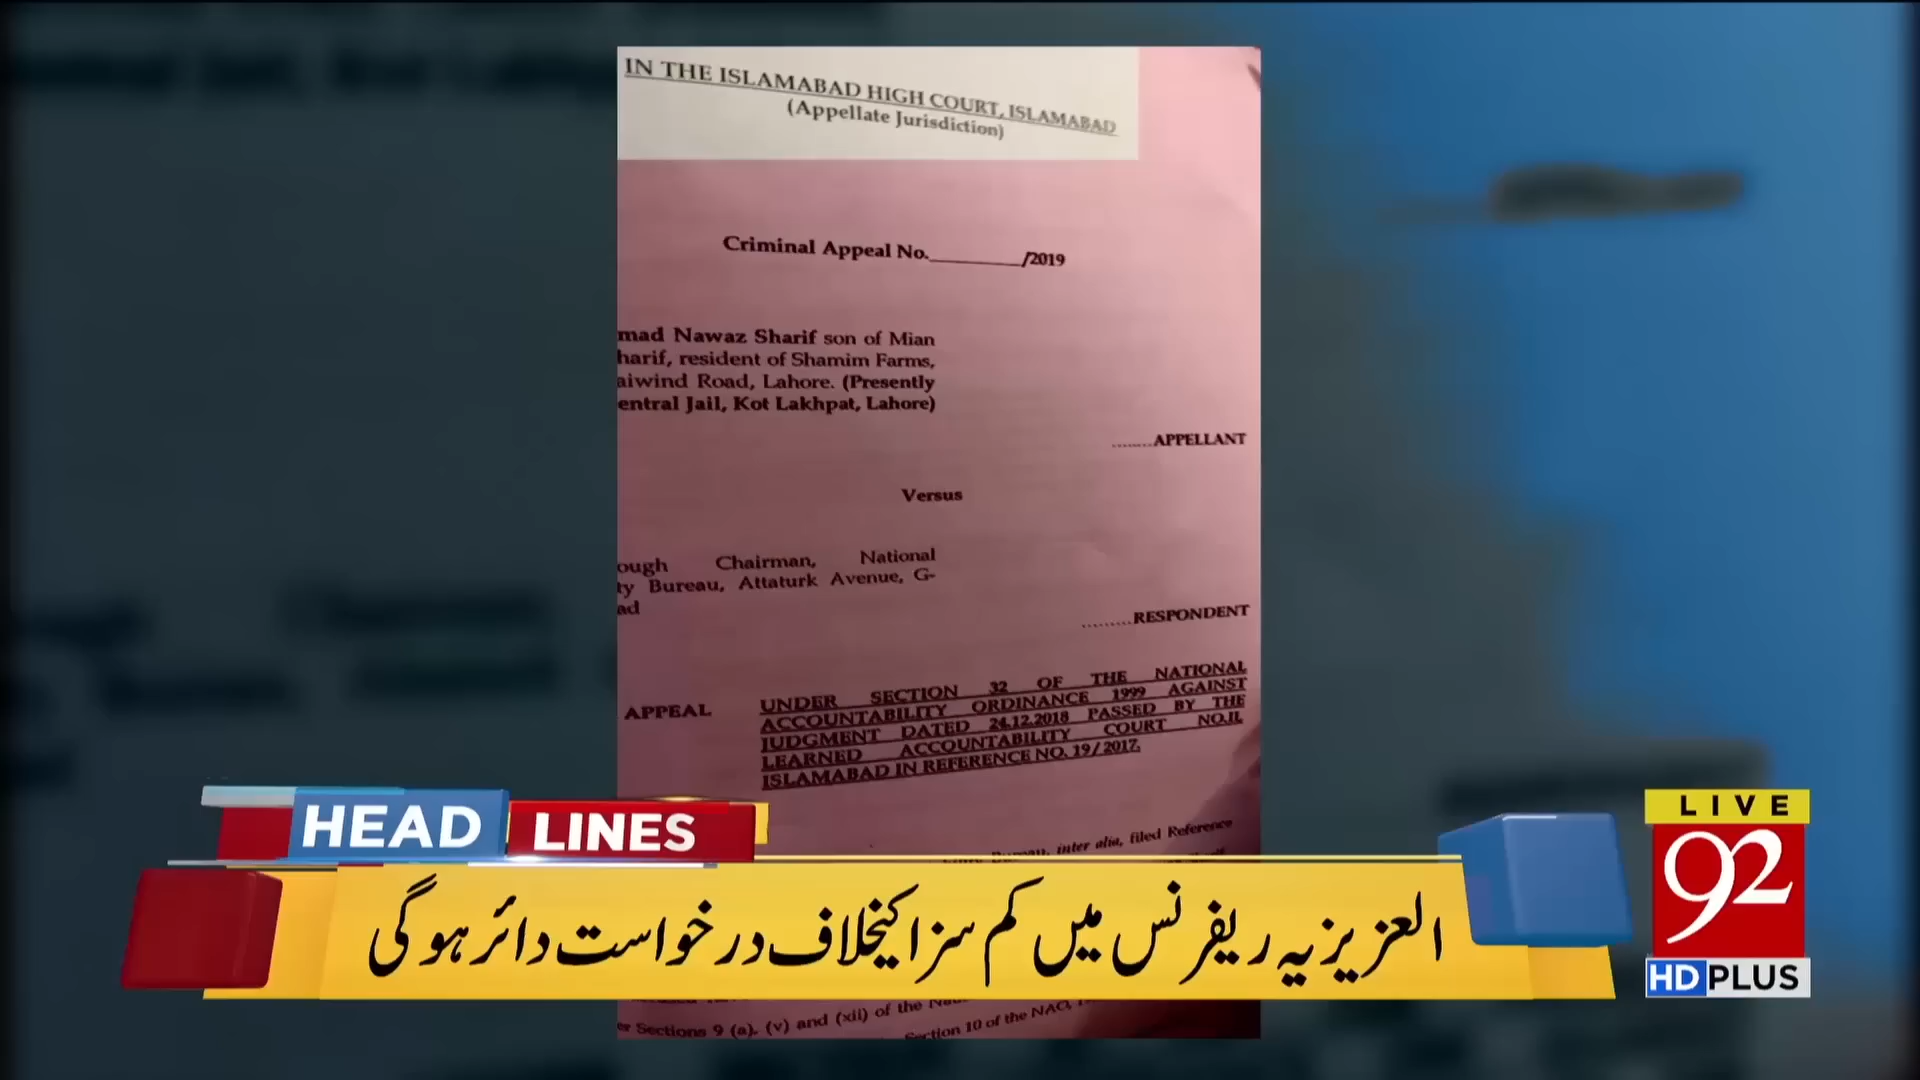 IN THE ISLAMABAD HIGH COURT, ISLAMABAD
(Appellate Jurisdiction)
Criminal Appeal No.________/2019
mad Nawaz Sharif son of Mian
harif, resident of Shamim Farms,
aiwind Road, Lahore. (Presently
entral Jail, Kot Lakhpat, Lahore)
........APPELLANT
Versus
ough Chairman, National
ty Bureau, Attaturk Avenue, G-
ad
.........RESPONDENT
APPEAL UNDER SECTION 32 OF THE NATIONAL
ACCOUNTABILITY ORDINANCE 1999 AGAINST
JUDGMENT DATED 24.12.2018 PASSED BY THE
LEARNED ACCOUNTABILITY COURT NO.II,
ISLAMABAD IN REFERENCE NO. 19/2017.
Bureau, inter alia, filed Reference
HEAD LINES
العزیزیہ ریفرنس میں کم سزا کیخلاف درخواست دائر ہوگی
LIVE
92
HD PLUS
er Sections 9 (a), (v) and (xii) of the
Section 10 of the NAO,